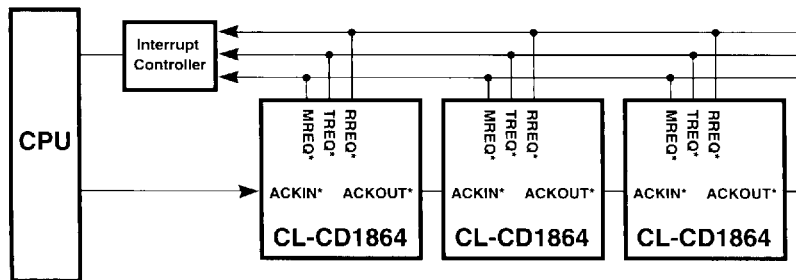 Interrupt
Controller
CPU
MREQ*
TREQ*
RREQ*
ACKIN*
ACKOUT*
CL-CD1864
MREQ*
TREQ*
RREQ*
ACKIN*
ACKOUT*
CL-CD1864
MREQ*
TREQ*
RREQ*
ACKIN*
ACKOUT*
CL-CD1864